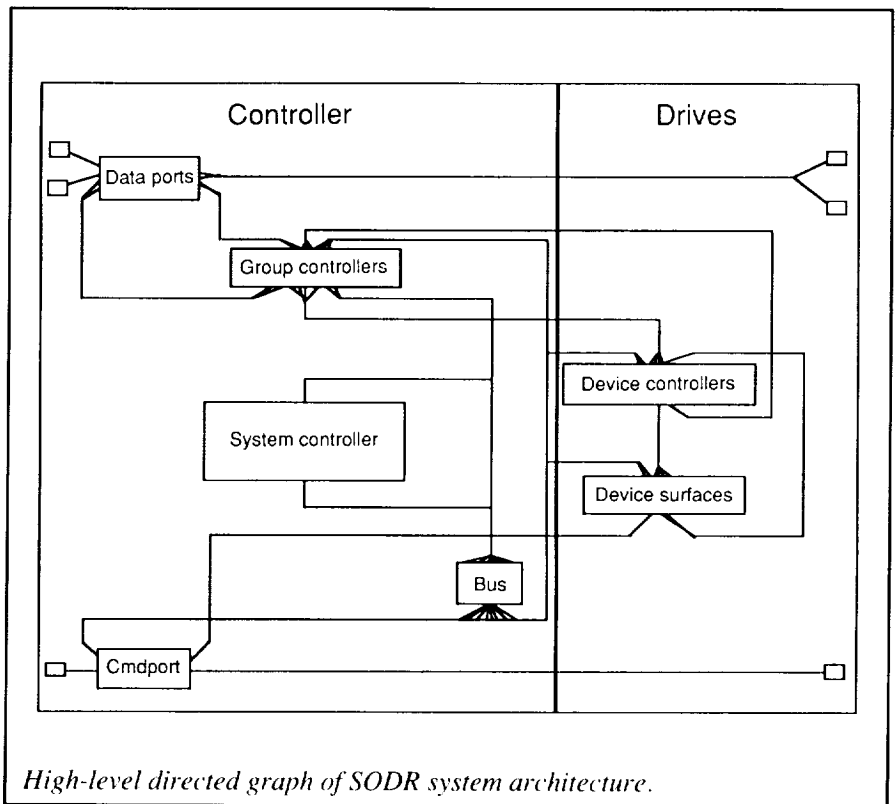 Controller
Drives
Data ports
Group controllers
Device controllers
System controller
Device surfaces
Bus
Cmdport
High-level directed graph of SODR system architecture.